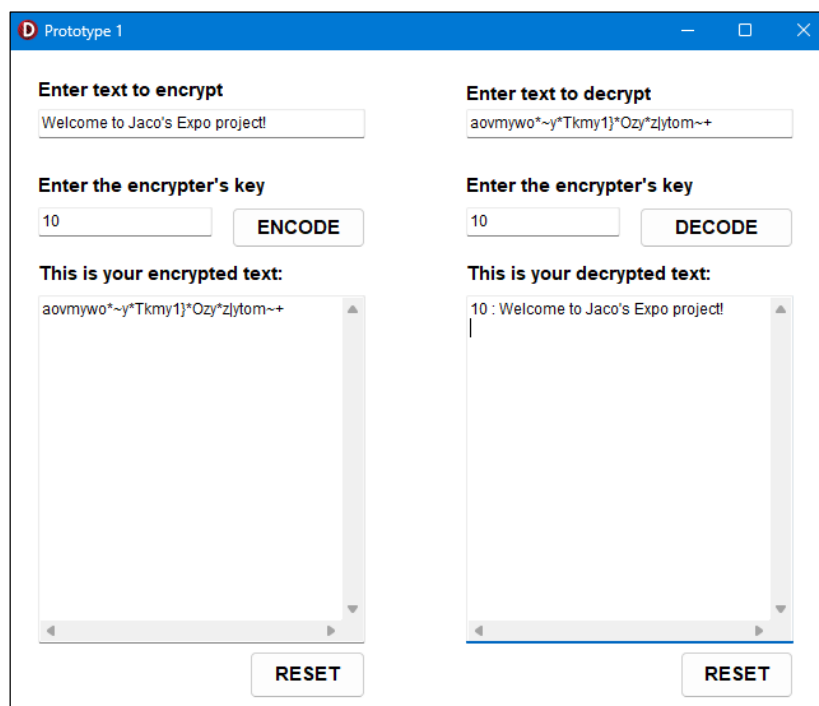 Prototype 1
Enter text to encrypt
Welcome to Jaco's Expo project!
Enter the encrypter's key
10
ENCODE
This is your encrypted text:
aovmywo*~y*Tkmy1}*Ozy*z|ytom~+
RESET
Enter text to decrypt
aovmywo*~y*Tkmy1}*Ozy*z|ytom~+
Enter the encrypter's key
10
DECODE
This is your decrypted text:
10 : Welcome to Jaco's Expo project!
RESET